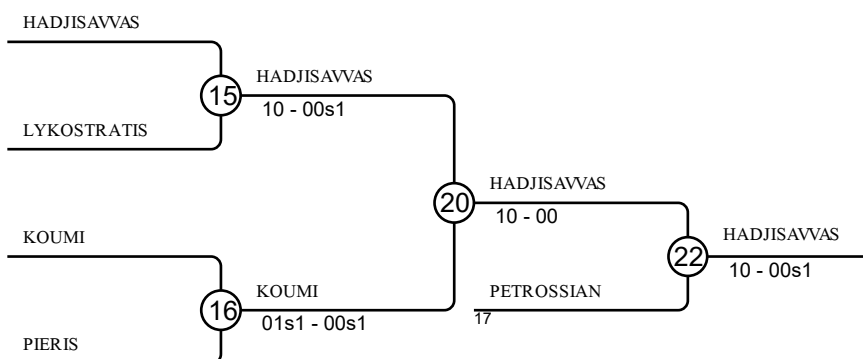 HADJISAVVAS
15
HADJISAVVAS
10 - 00s1
LYKOSTRATIS
20
HADJISAVVAS
10 - 00
KOUMI
22
HADJISAVVAS
10 - 00s1
16
KOUMI
01s1 - 00s1
PETROSSIAN
17
PIERIS